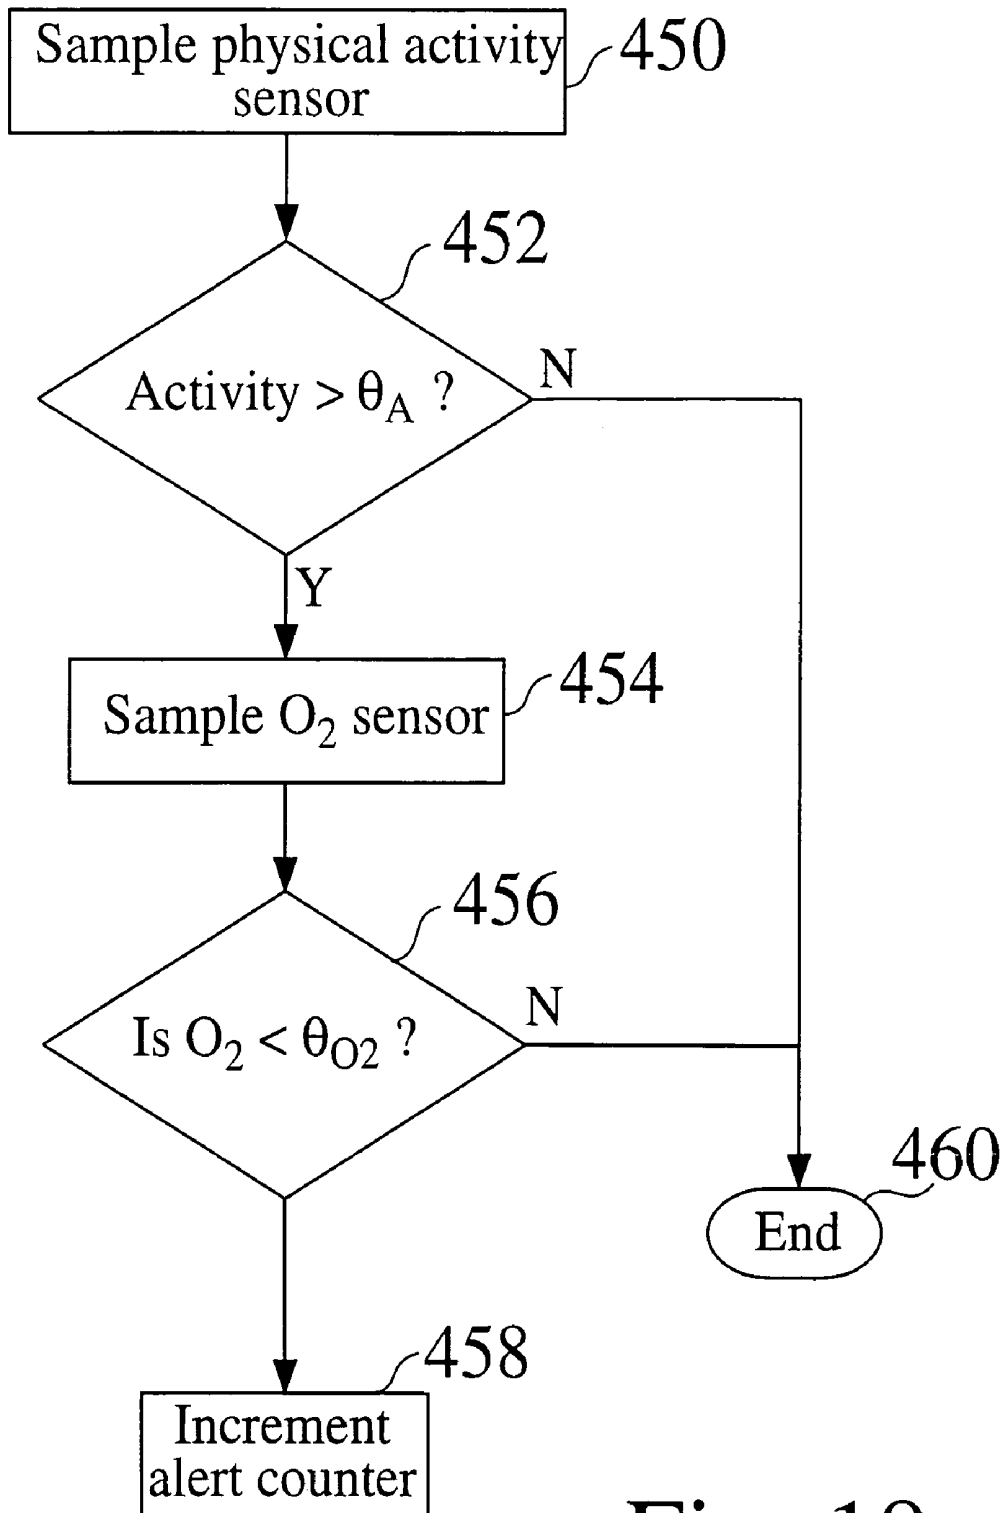 Sample physical activity
sensor
450
452
Activity > θA ?
N
Y
454
Sample O2 sensor
456
Is O2 < θO2 ?
N
460
End
458
Increment
alert counter